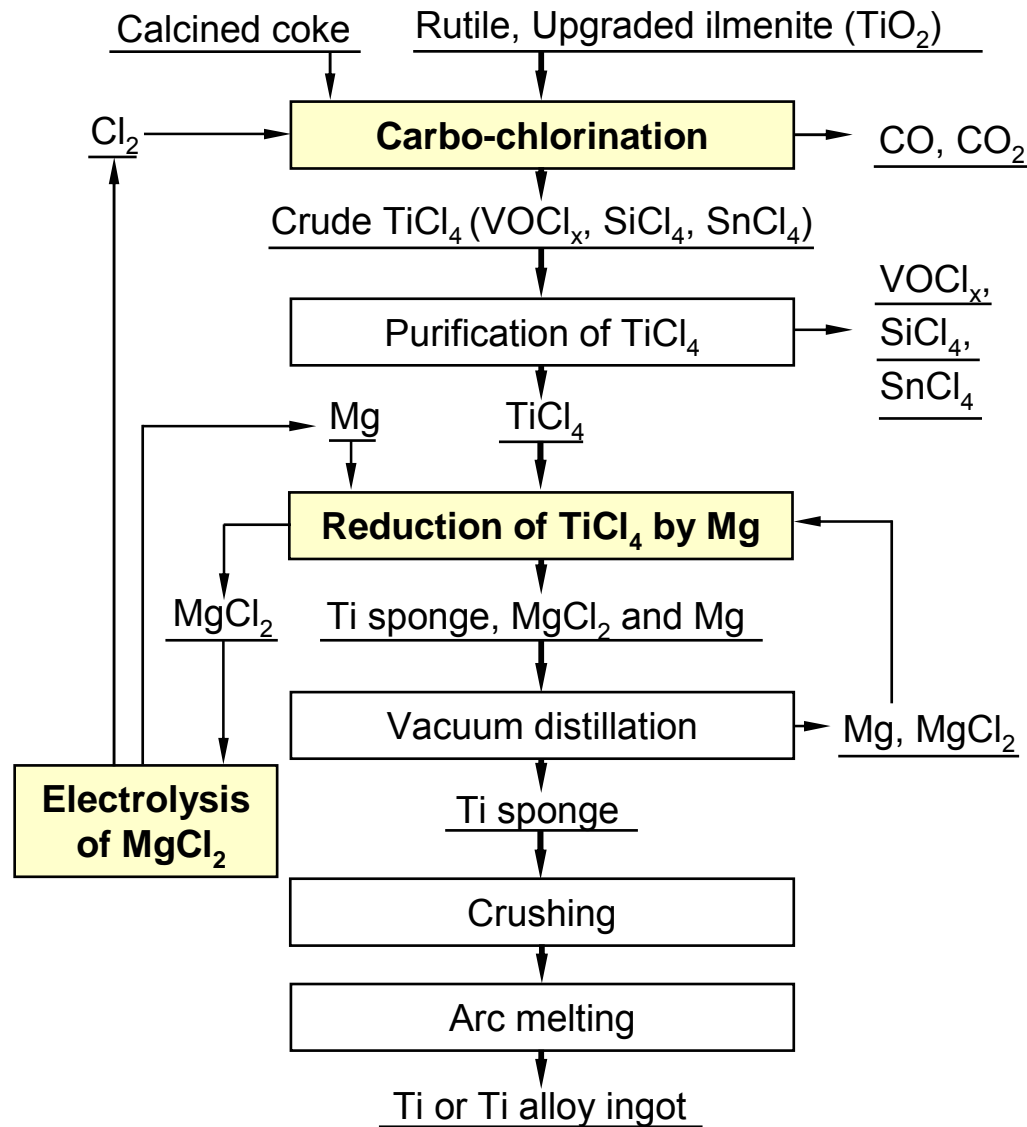 Calcined coke
Rutile, Upgraded ilmenite (TiO₂)
Cl₂
Carbo-chlorination
CO, CO₂
Crude TiCl₄ (VOClₓ, SiCl₄, SnCl₄)
VOClₓ,
Purification of TiCl₄
SiCl₄,
SnCl₄
Mg
TiCl₄
Reduction of TiCl₄ by Mg
MgCl₂
Ti sponge, MgCl₂ and Mg
Vacuum distillation
Mg, MgCl₂
Electrolysis
of MgCl₂
Ti sponge
Crushing
Arc melting
Ti or Ti alloy ingot